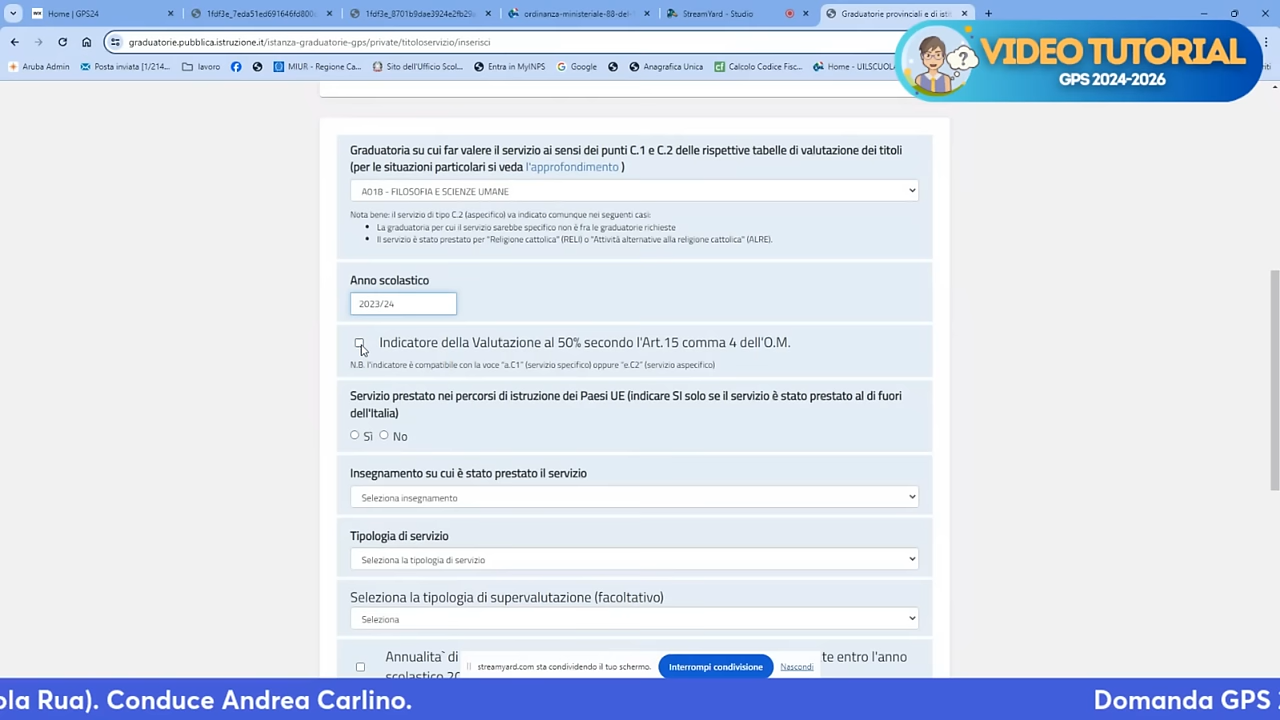 Home | GPS24
1fdf3e_7eda51ed691646fd800
1fdf3e_8701b9dae3924e2fb29
ordinanza-ministeriale-88-del-
StreamYard - Studio
Graduatorie provinciali e di isti
graduatorie.pubblica.istruzione.it/istanza-graduatorie-gps/private/titoloservizio/inserisci
Aruba Admin
Posta inviata [1/214...
lavoro
MIUR - Regione Ca...
Sito dell'Ufficio Scol...
Entra in MyINPS
Google
Anagrafica Unica
Calcolo Codice Fisc...
Home - UILSCUOL
VIDEO TUTORIAL
GPS 2024-2026
Graduatoria su cui far valere il servizio ai sensi dei punti C.1 e C.2 delle rispettive tabelle di valutazione dei titoli
(per le situazioni particolari si veda l'approfondimento )
A018 - FILOSOFIA E SCIENZE UMANE
Nota bene: il servizio di tipo C.2 (aspecifico) va indicato comunque nei seguenti casi:
• La graduatoria per cui il servizio sarebbe specifico non è fra le graduatorie richieste
• Il servizio è stato prestato per "Religione cattolica" (RELI) o "Attività alternative alla religione cattolica" (ALRE).
Anno scolastico
2023/24
Indicatore della Valutazione al 50% secondo l'Art.15 comma 4 dell'O.M.
N.B. l'indicatore è compatibile con la voce "a.C1" (servizio specifico) oppure "e.C2" (servizio aspecifico)
Servizio prestato nei percorsi di istruzione dei Paesi UE (indicare SI solo se il servizio è stato prestato al di fuori
dell'Italia)
Sì No
Insegnamento su cui è stato prestato il servizio
Seleziona insegnamento
Tipologia di servizio
Seleziona la tipologia di servizio
Seleziona la tipologia di supervalutazione (facoltativo)
Seleziona
Annualita` di
te entro l'anno
scolastico 20
streamyard.com sta condividendo il tuo schermo.
Interrompi condivisione
Nascondi
ola Rua). Conduce Andrea Carlino.
Domanda GPS